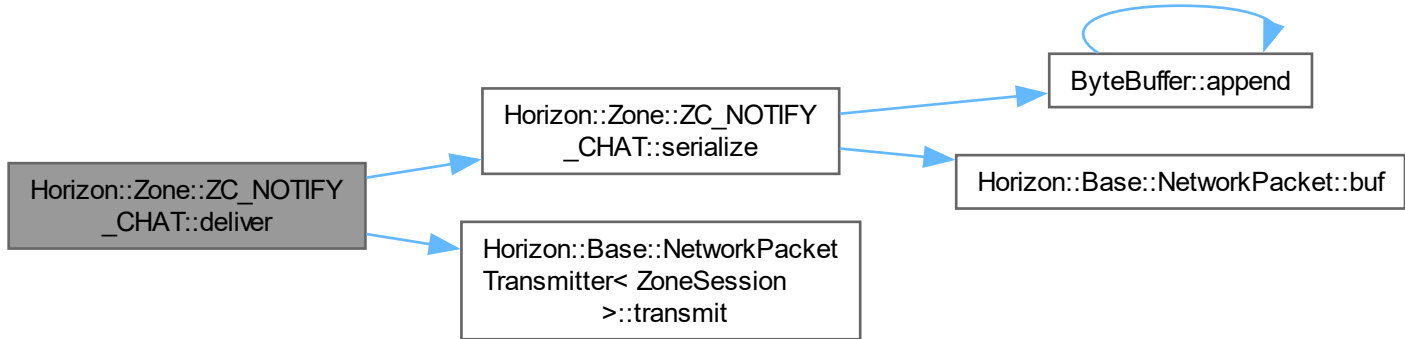 Horizon::Zone::ZC_NOTIFY
_CHAT::deliver
Horizon::Zone::ZC_NOTIFY
_CHAT::serialize
ByteBuffer::append
Horizon::Base::NetworkPacket::buf
Horizon::Base::NetworkPacket
Transmitter< ZoneSession
>::transmit